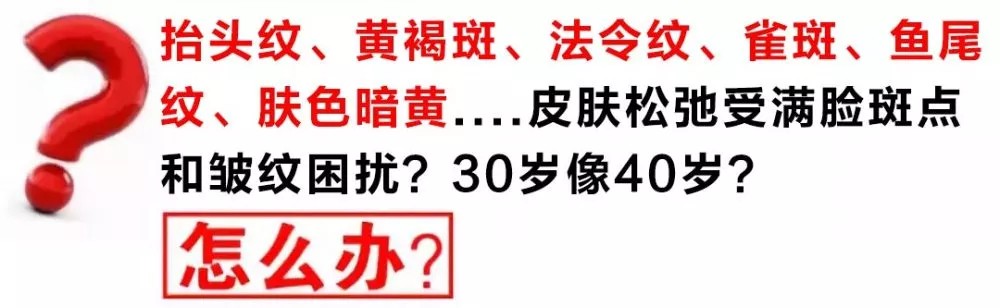 抬头纹、黄褐斑、法令纹、雀斑、鱼尾
纹、肤色暗黄....皮肤松弛受满脸斑点
和皱纹困扰？30岁像40岁？
怎么办?